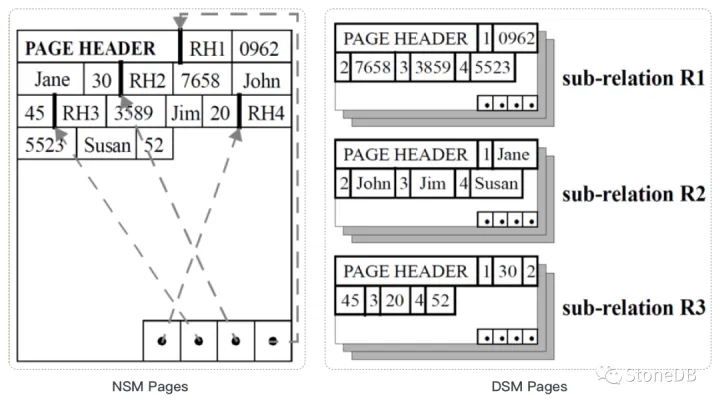 PAGE HEADER RH1 0962
Jane 30 RH2 7658 John
45 RH3 3589 Jim 20 RH4
5523 Susan 52
NSM Pages
PAGE HEADER 1 0962
2 7658 3 3859 4 5523
sub-relation R1
PAGE HEADER 1 Jane
2 John 3 Jim 4 Susan
sub-relation R2
PAGE HEADER 1 30 2
45 3 20 4 52
sub-relation R3
DSM Pages
StoneDB